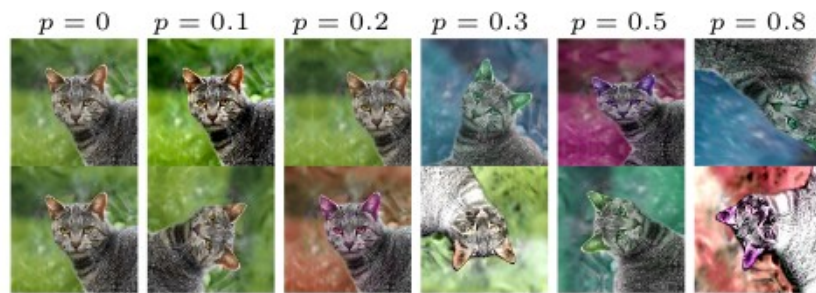 p = 0 p = 0.1 p = 0.2 p = 0.3 p = 0.5 p = 0.8